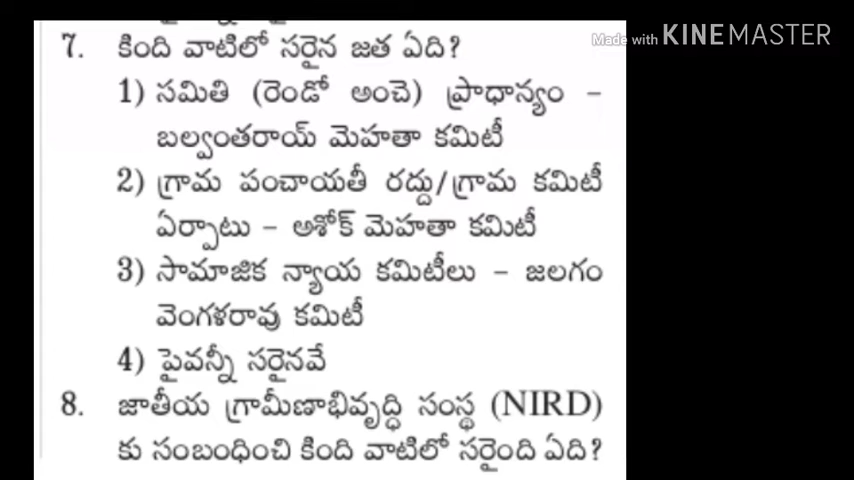 Made with KINEMASTER
7. కింది వాటిలో సరైన జత ఏది?
1) సమితి (రెండో అంచె) ప్రాధాన్యం -
బల్వంతరాయ్ మెహతా కమిటీ
2) గ్రామ పంచాయతీ రద్దు/గ్రామ కమిటీ
ఏర్పాటు - అశోక్ మెహతా కమిటీ
3) సామాజిక న్యాయ కమిటీలు - జలగం
వెంగళరావు కమిటీ
4) పైవన్నీ సరైనవే
8. జాతీయ గ్రామీణాభివృద్ధి సంస్థ (NIRD)
కు సంబంధించి కింది వాటిలో సరైంది ఏది?